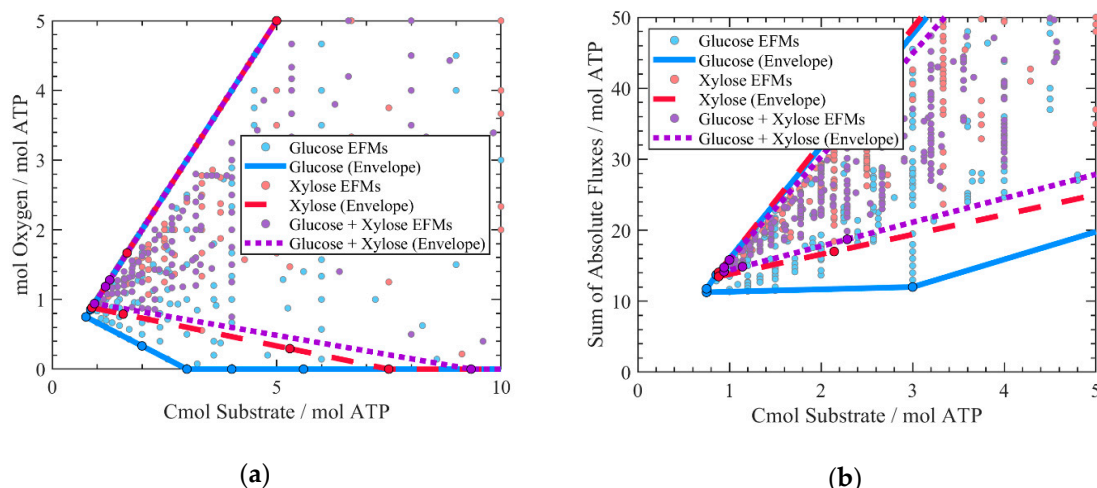 (a)
mol Oxygen / mol ATP
5
4
3
2
1
0
Glucose EFMs
Glucose (Envelope)
Xylose EFMs
Xylose (Envelope)
Glucose + Xylose EFMs
Glucose + Xylose (Envelope)
0
5
10
Cmol Substrate / mol ATP
(a)
(b)
Sum of Absolute Fluxes / mol ATP
50
40
30
20
10
0
Glucose EFMs
Glucose (Envelope)
Xylose EFMs
Xylose (Envelope)
Glucose + Xylose EFMs
Glucose + Xylose (Envelope)
0
1
2
3
4
5
Cmol Substrate / mol ATP
(b)